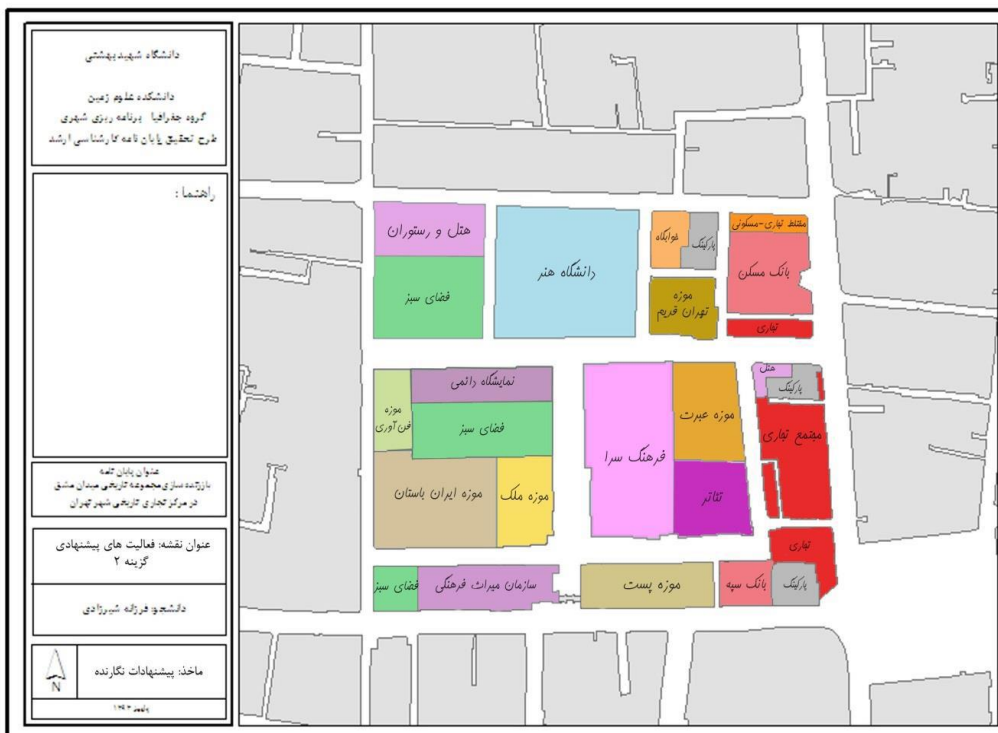 دانشگاه شهید بهشتی
دانشکده علوم زمین
گروه جغرافیا برنامه ریزی شهری
طرح تحقیق پایان نامه کارشناسی ارشد
راهنما :
عنوان پایان نامه
بازنده سازی مجموعه تاریخی میدان مشق
در مرکز تجاری تاریخی شهر تهران
عنوان نقشه: فعالیت های پیشنهادی
گزینه ۲
دانشجو: فرزانه شیرزادی
ماخذ: پیشنهادات نگارنده
N
هتل و رستوران
فضای سبز
دانشگاه هنر
خوابگاه
پارکینگ
مختلط تجاری-مسکونی
بانک مسکن
موزه
تهران قدیم
تجاری
نمایشگاه دائمی
موزه
فن آوری
فضای سبز
موزه ایران باستان
موزه ملک
فرهنگ سرا
موزه عبرت
تئاتر
هتل
پارکینگ
مجتمع تجاری
تجاری
فضای سبز
سازمان میراث فرهنگی
موزه پست
بانک سپه
پارکینگ